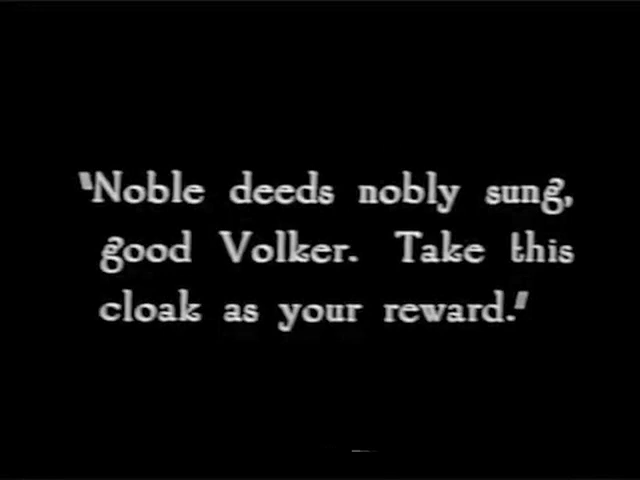 "Noble deeds nobly sung,
good Volker. Take this
cloak as your reward."